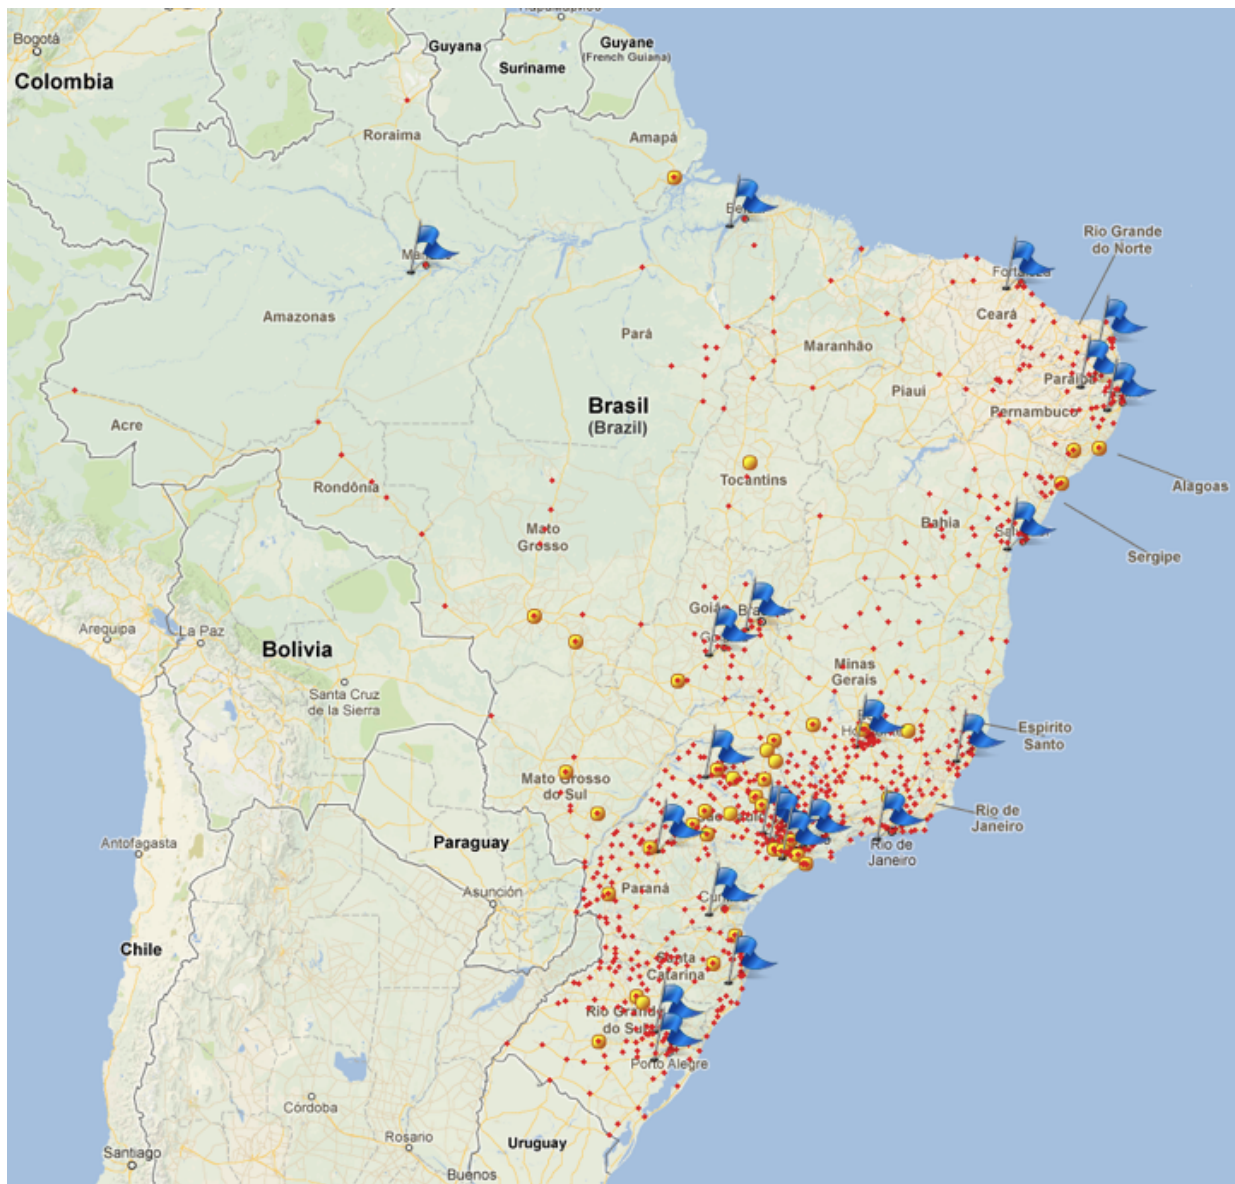 Bogotá
Colombia
Guyana
Suriname
Guyane
(French Guiana)
Roraima
Amapá
Rio Grande
do Norte
Amazonas
Pará
Maranhão
Ceará
Piauí
Paraíba
Pernambuco
Brasil
(Brazil)
Acre
Rondônia
Tocantins
Mato
Grosso
Bahia
Alagoas
Sergipe
Goiás
Arequipa
La Paz
Bolivia
Santa Cruz
de la Sierra
Minas
Gerais
Espírito
Santo
Mato Grosso
do Sul
Rio de
Janeiro
Rio de
Janeiro
Antofagasta
Paraguay
Asunción
Paraná
Chile
Santa
Catarina
Rio Grande
do Sul
Porto Alegre
Córdoba
Rosario
Uruguay
Santiago
Buenos